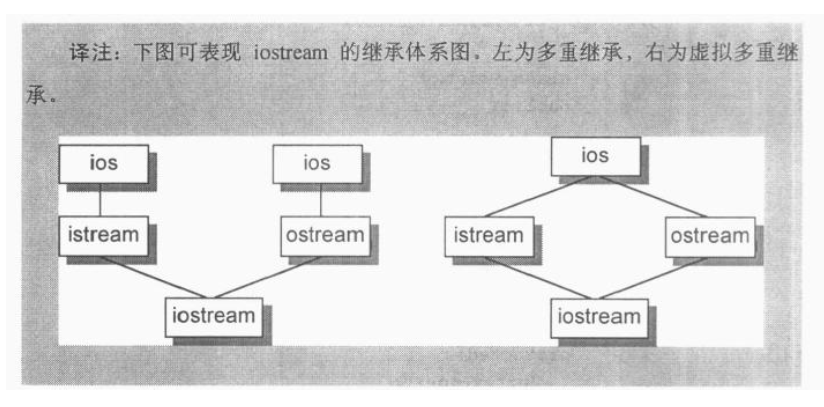 译注：下图可表现 iostream 的继承体系图。左为多重继承，右为虚拟多重继
承。
ios ios ios
istream ostream istream ostream
iostream iostream